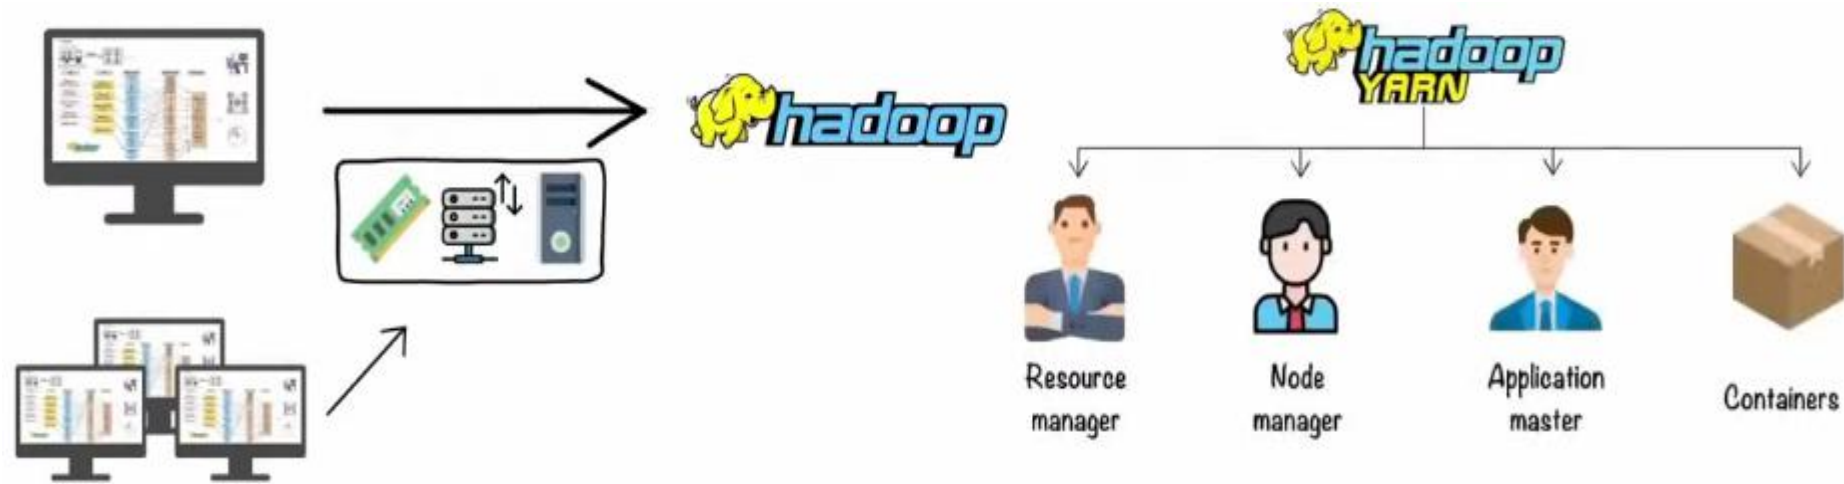 hadoop
hadoop
YARN
Resource
manager
Node
manager
Application
master
Containers